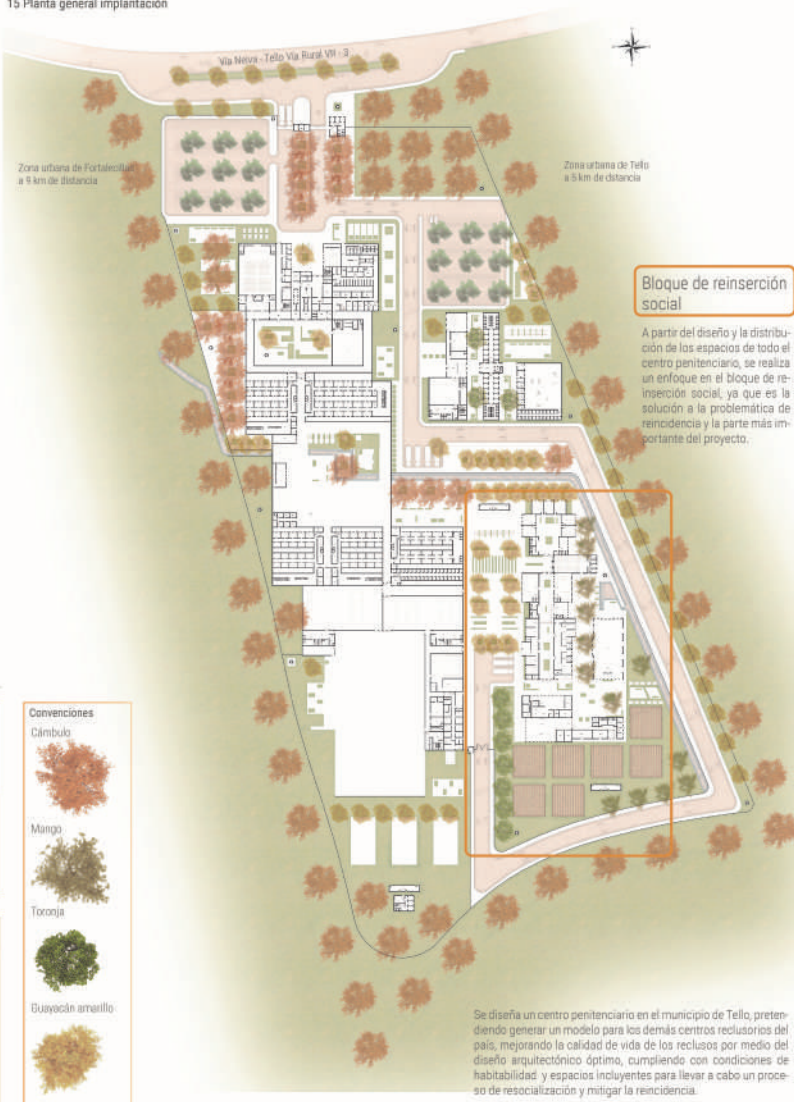 15 Planta general implantación
Vía Neiva - Tello Vía Rural VII - 3
Zona urbana de Fortalecillas
a 9 km de distancia
Zona urbana de Tello
a 5 km de distancia
Bloque de reinserción
social
A partir del diseño y la distribu-
ción de los espacios de todo el
centro penitenciario, se realiza
un enfoque en el bloque de re-
inserción social, ya que es la
solución a la problemática de
reincidencia y la parte más im-
portante del proyecto.
Convenciones
Cámbulo
Mango
Toronja
Guayacán amarillo
Se diseña un centro penitenciario en el municipio de Tello, preten-
diendo generar un modelo para los demás centros reclusorios del
país, mejorando la calidad de vida de los reclusos por medio del
diseño arquitectónico óptimo, cumpliendo con condiciones de
habitabilidad y espacios incluyentes para llevar a cabo un proce-
so de resocialización y mitigar la reincidencia.